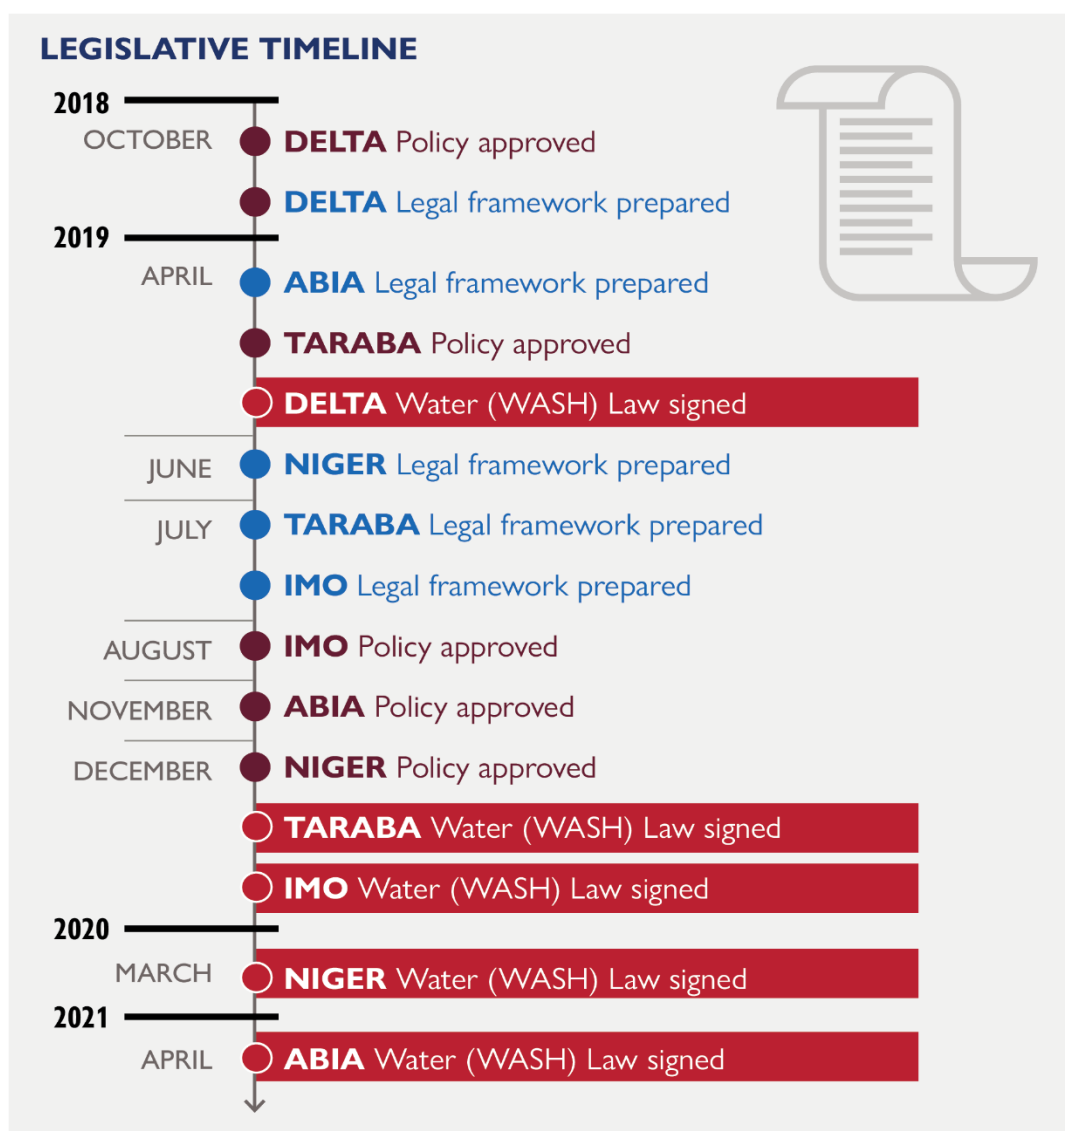 LEGISLATIVE TIMELINE
2018
OCTOBER
DELTA Policy approved
DELTA Legal framework prepared
2019
APRIL
ABIA Legal framework prepared
TARABA Policy approved
DELTA Water (WASH) Law signed
JUNE
NIGER Legal framework prepared
JULY
TARABA Legal framework prepared
IMO Legal framework prepared
AUGUST
IMO Policy approved
NOVEMBER
ABIA Policy approved
DECEMBER
NIGER Policy approved
TARABA Water (WASH) Law signed
IMO Water (WASH) Law signed
2020
MARCH
NIGER Water (WASH) Law signed
2021
APRIL
ABIA Water (WASH) Law signed